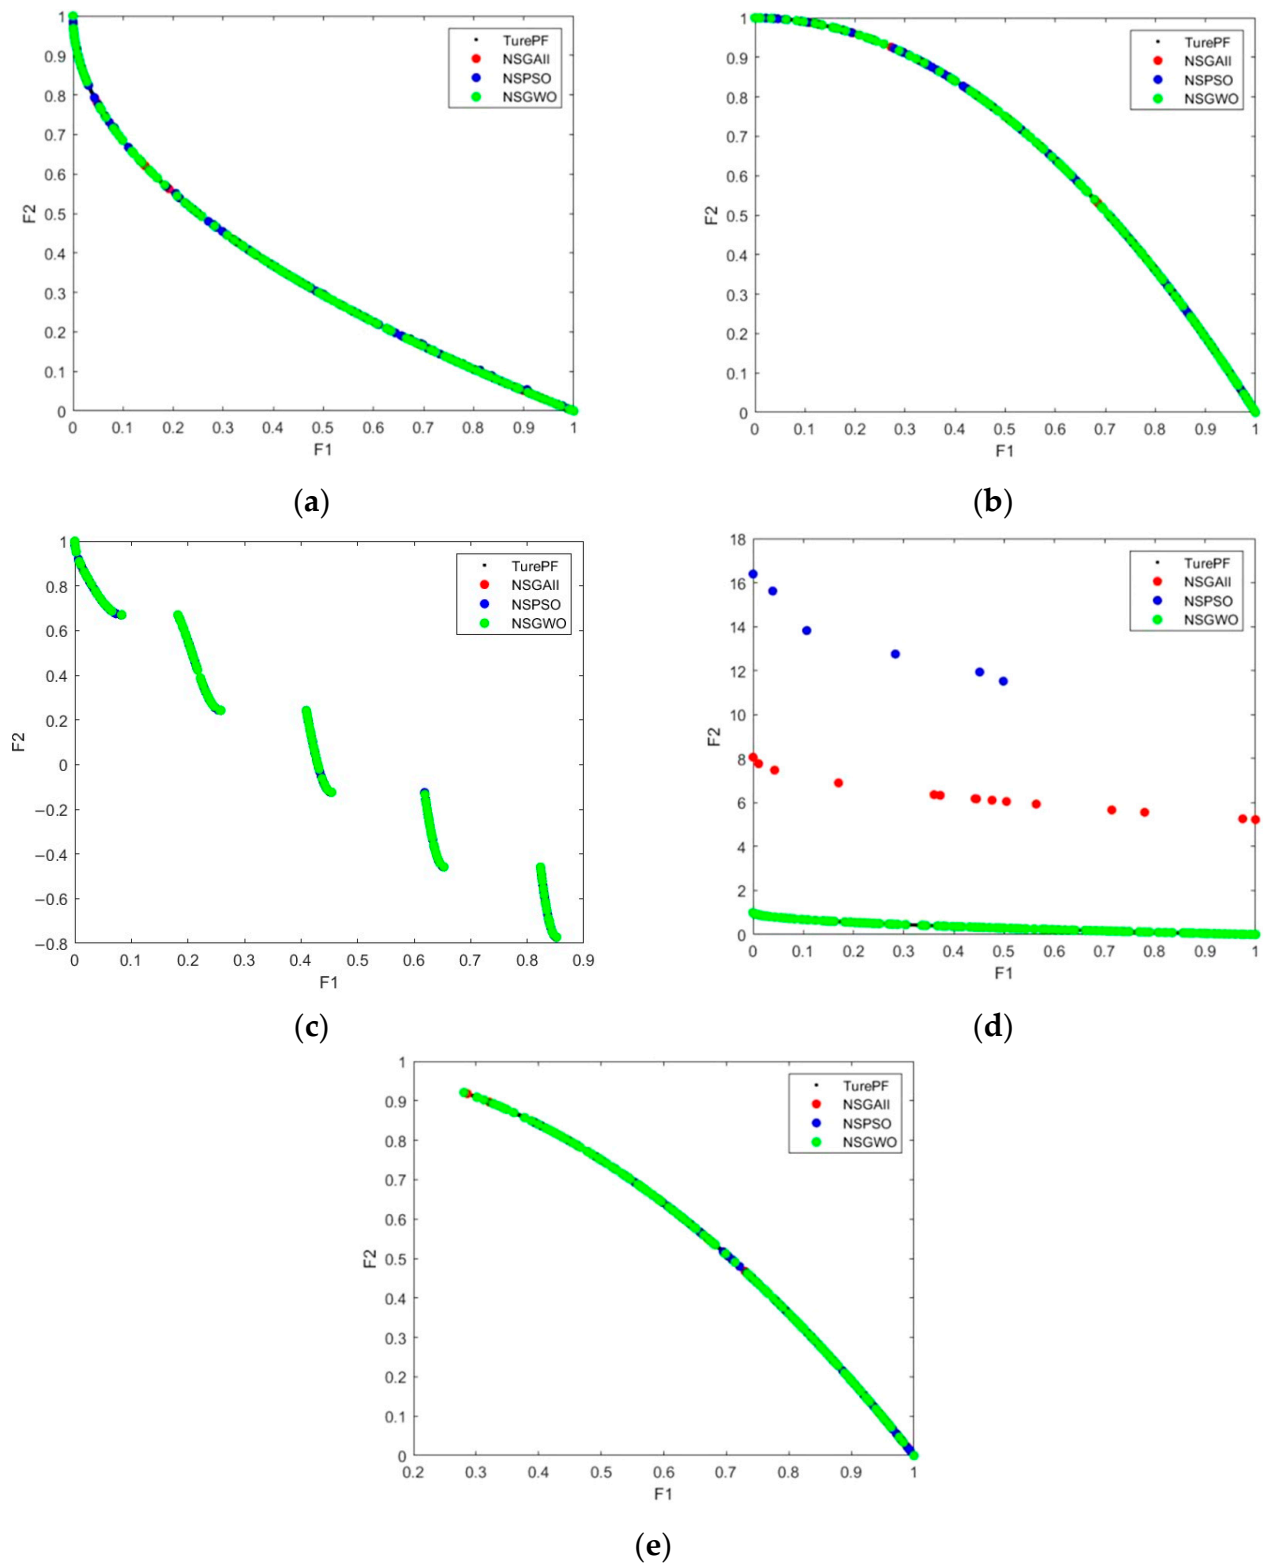 1
0.9
0.8
0.7
0.6
0.5
0.4
0.3
0.2
0.1
0
F2
0 0.1 0.2 0.3 0.4 0.5 0.6 0.7 0.8 0.9 1
F1
TurePF
NSGAII
NSPSO
NSGWO
(a)
1
0.9
0.8
0.7
0.6
0.5
0.4
0.3
0.2
0.1
0
F2
0 0.1 0.2 0.3 0.4 0.5 0.6 0.7 0.8 0.9 1
F1
TurePF
NSGAII
NSPSO
NSGWO
(b)
1
0.8
0.6
0.4
0.2
0
−0.2
−0.4
−0.6
−0.8
F2
0 0.1 0.2 0.3 0.4 0.5 0.6 0.7 0.8 0.9
F1
TurePF
NSGAII
NSPSO
NSGWO
(c)
18
16
14
12
10
8
6
4
2
0
F2
0 0.1 0.2 0.3 0.4 0.5 0.6 0.7 0.8 0.9 1
F1
TurePF
NSGAII
NSPSO
NSGWO
(d)
1
0.9
0.8
0.7
0.6
0.5
0.4
0.3
0.2
0.1
0
F2
0.2 0.3 0.4 0.5 0.6 0.7 0.8 0.9 1
F1
TurePF
NSGAII
NSPSO
NSGWO
(e)